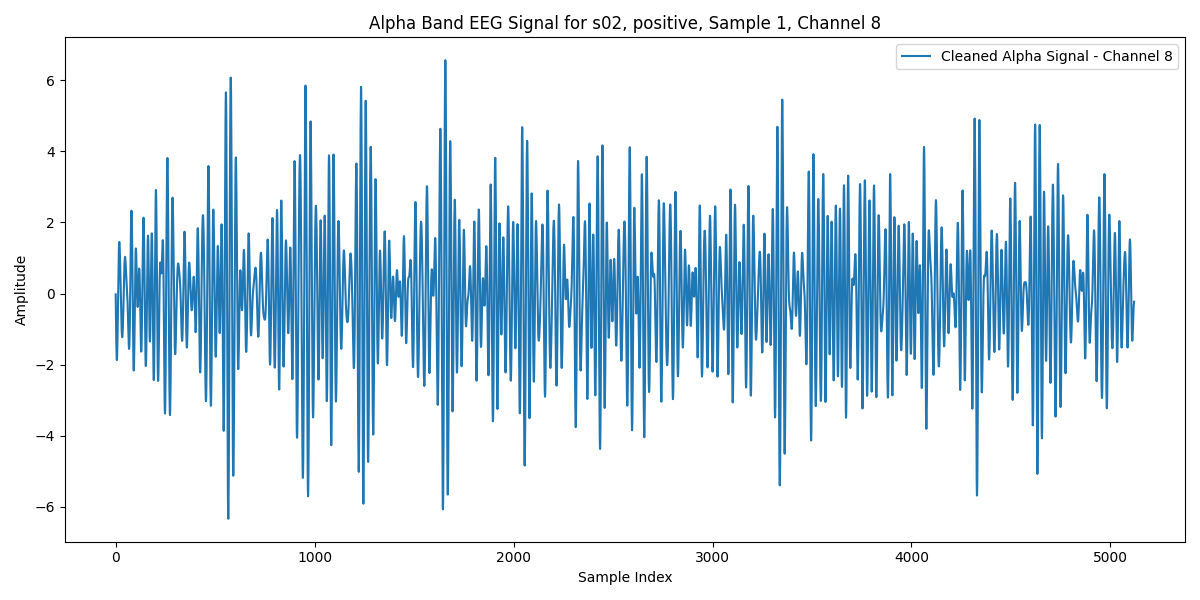 Alpha Band EEG Signal for s02, positive, Sample 1, Channel 8
Cleaned Alpha Signal - Channel 8
Amplitude
6
4
2
0
−2
−4
−6
0 1000 2000 3000 4000 5000
Sample Index